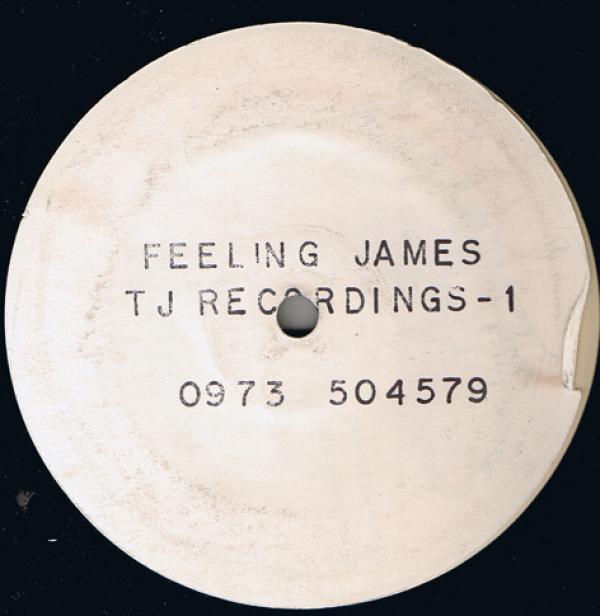 FEELING JAMES
TJ RECORDINGS-1
0973 504579